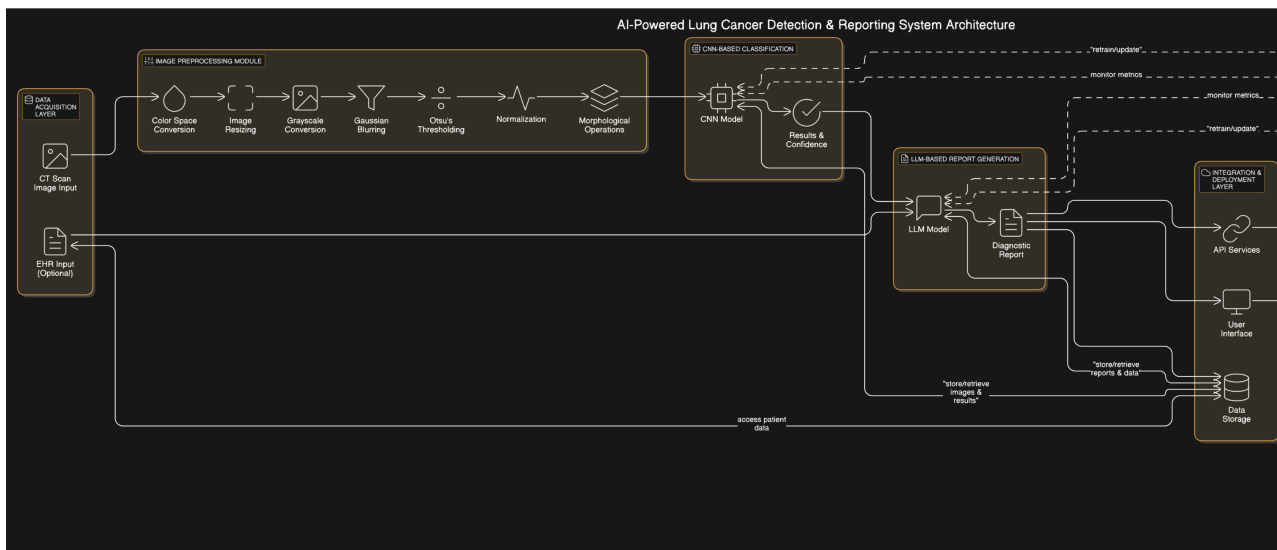 AI-Powered Lung Cancer Detection & Reporting System Architecture
DATA
ACQUISITION
LAYER
CT Scan
Image Input
EHR Input
(Optional)
IMAGE PREPROCESSING MODULE
Color Space
Conversion
Image
Resizing
Grayscale
Conversion
Gaussian
Blurring
Otsu's
Thresholding
Normalization
Morphological
Operations
CNN-BASED CLASSIFICATION
CNN Model
Results &
Confidence
"retrain/update"
monitor metrics
monitor metrics
"retrain/update"
LLM-BASED REPORT GENERATION
LLM Model
Diagnostic
Report
INTEGRATION &
DEPLOYMENT
LAYER
API Services
User
Interface
Data
Storage
"store/retrieve
reports & data"
"store/retrieve
images &
results"
access patient
data